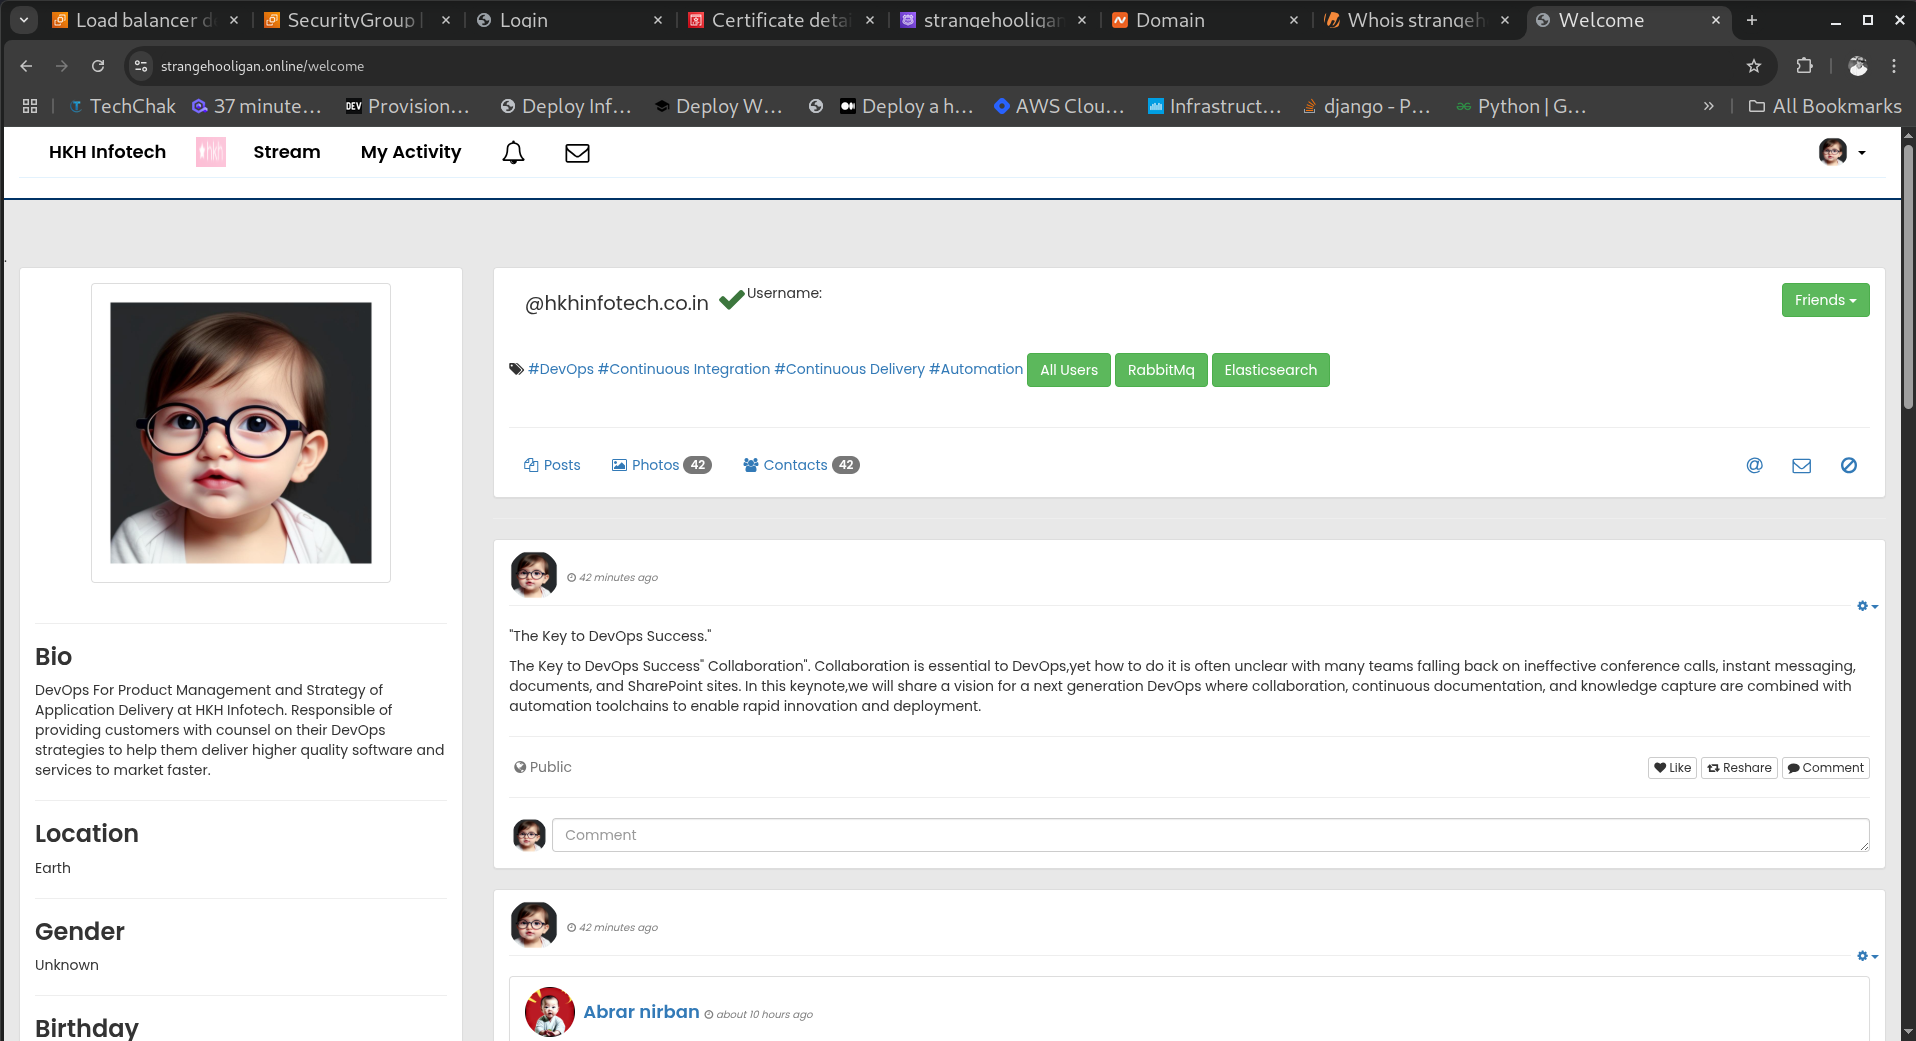 Load balancer d
SecurityGroup
Login
Certificate deta
strangehooligan
Domain
Whois strangeh
Welcome
strangehooligan.online/welcome
TechChak
37 minute...
DEV Provision...
Deploy Inf...
Deploy W...
Deploy a h...
AWS Clou...
Infrastruct...
django - P...
Python | G...
»
All Bookmarks
HKH Infotech
hkh
Stream
My Activity
@hkhinfotech.co.in
Username:
Friends
#DevOps #Continuous Integration #Continuous Delivery #Automation
All Users
RabbitMq
Elasticsearch
Posts
Photos 42
Contacts 42
@
Bio
DevOps For Product Management and Strategy of
Application Delivery at HKH Infotech. Responsible of
providing customers with counsel on their DevOps
strategies to help them deliver higher quality software and
services to market faster.
Location
Earth
Gender
Unknown
Birthday
42 minutes ago
"The Key to DevOps Success."
The Key to DevOps Success" Collaboration". Collaboration is essential to DevOps,yet how to do it is often unclear with many teams falling back on ineffective conference calls, instant messaging,
documents, and SharePoint sites. In this keynote,we will share a vision for a next generation DevOps where collaboration, continuous documentation, and knowledge capture are combined with
automation toolchains to enable rapid innovation and deployment.
Public
Like
Reshare
Comment
Comment
42 minutes ago
Abrar nirban about 10 hours ago